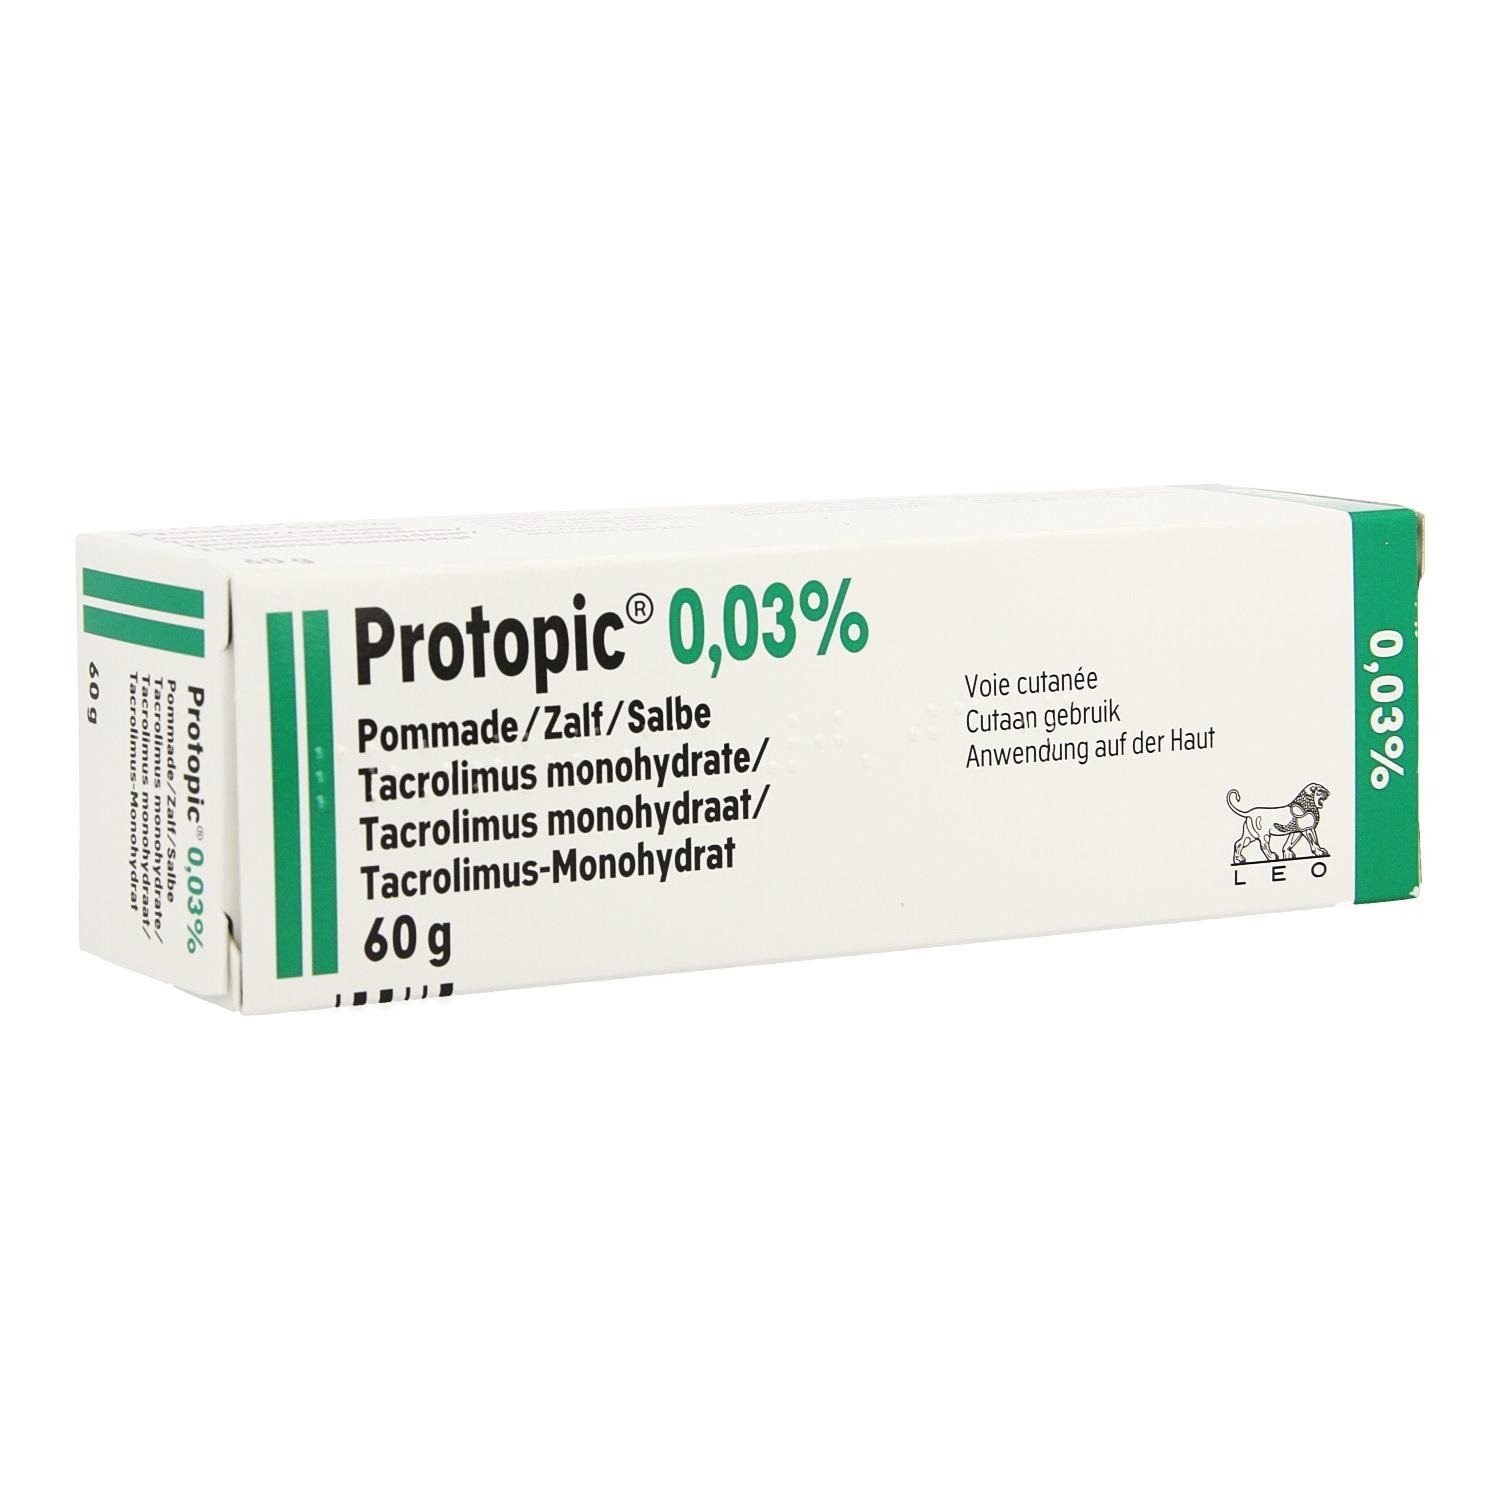 Protopic® 0,03%
Pommade/Zalf/Salbe
Tacrolimus monohydrate/
Tacrolimus monohydraat/
Tacrolimus-Monohydrat
60 g
Voie cutanée
Cutaan gebruik
Anwendung auf der Haut
LEO
0,03%
Protopic® 0,03%
Pommade/Zalf/Salbe
Tacrolimus monohydrate/
Tacrolimus monohydraat/
Tacrolimus-Monohydrat
60 g
60 g